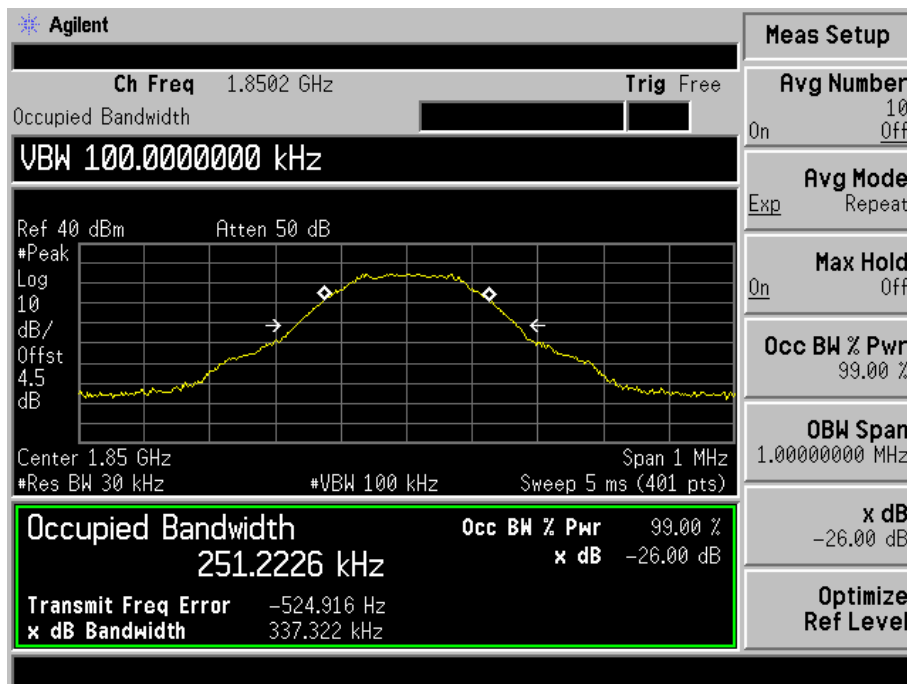 Agilent
Ch Freq 1.8502 GHz Trig Free
Occupied Bandwidth
VBW 100.0000000 kHz
Ref 40 dBm Atten 50 dB
#Peak
Log
10
dB/
Offst
4.5
dB
Center 1.85 GHz Span 1 MHz
#Res BW 30 kHz #VBW 100 kHz Sweep 5 ms (401 pts)
Occupied Bandwidth
251.2226 kHz
Occ BW % Pwr 99.00 %
x dB -26.00 dB
Transmit Freq Error -524.916 Hz
x dB Bandwidth 337.322 kHz
Meas Setup
Avg Number
10
On Off
Avg Mode
Exp Repeat
Max Hold
On Off
Occ BW % Pwr
99.00 %
OBW Span
1.00000000 MHz
x dB
-26.00 dB
Optimize
Ref Level